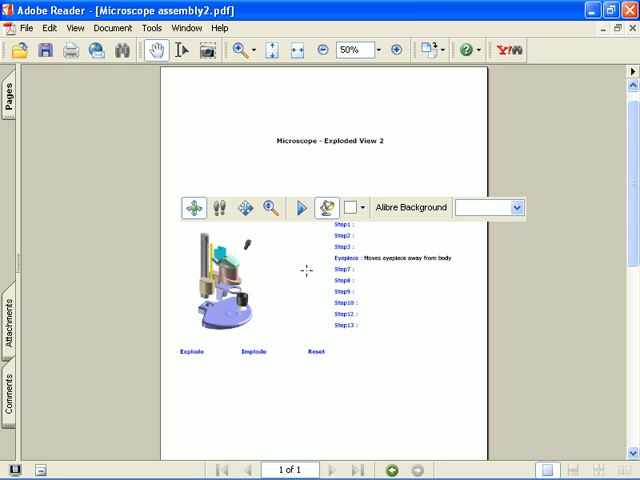 Adobe Reader - [Microscope assembly2.pdf]
File Edit View Document Tools Window Help
50%
Y!
Pages
Microscope - Exploded View 2
Alibre Background
Step1 :
Step2 :
Step3 :
Eyepiece : Moves eyepiece away from body
Step7 :
Step8 :
Step9 :
Step10 :
Step12 :
Step13 :
Explode Implode Reset
Attachments
Comments
1 of 1